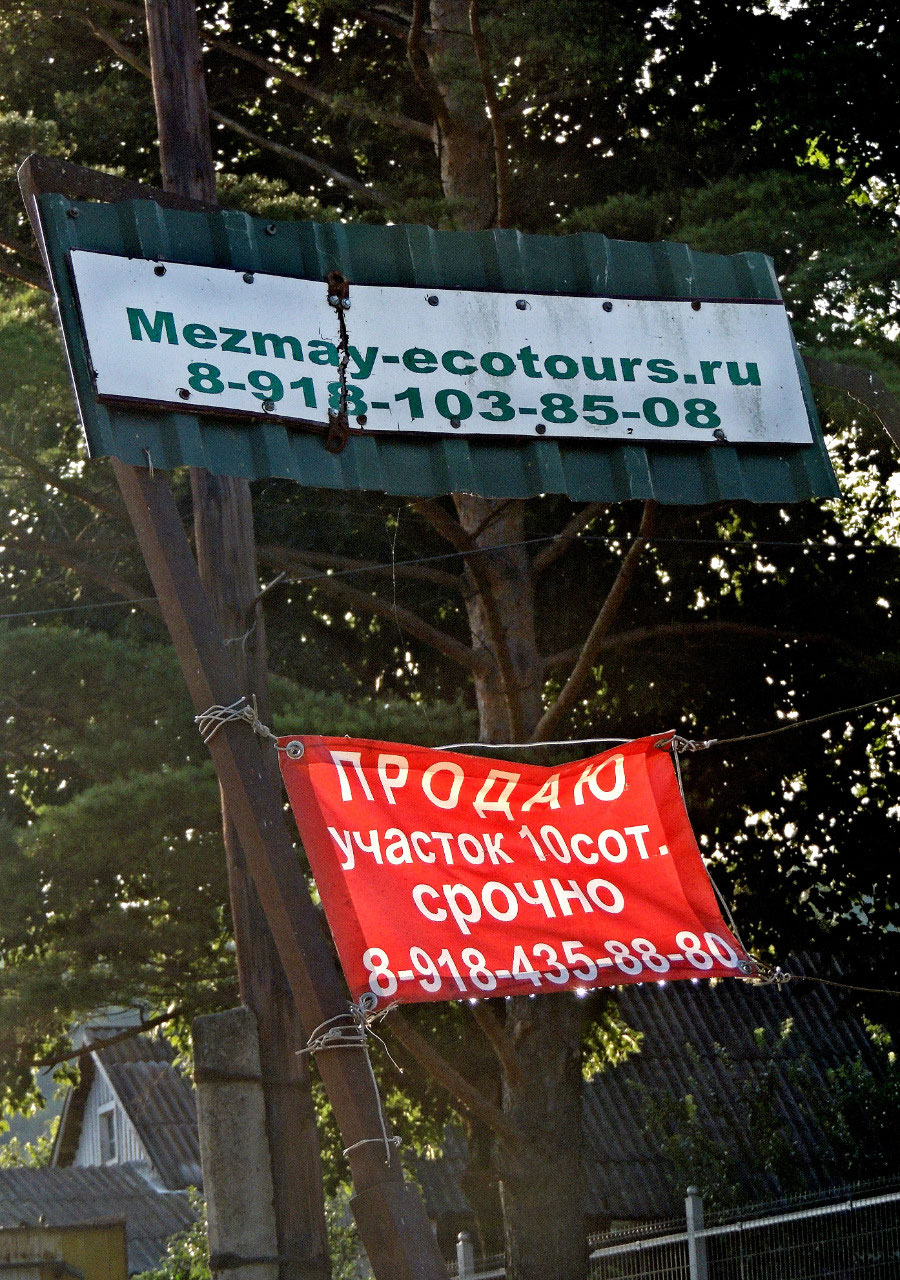 Mezmay-ecotours.ru
8-918-103-85-08
ПРОДАЮ
участок 10сот.
срочно
8-918-435-88-80